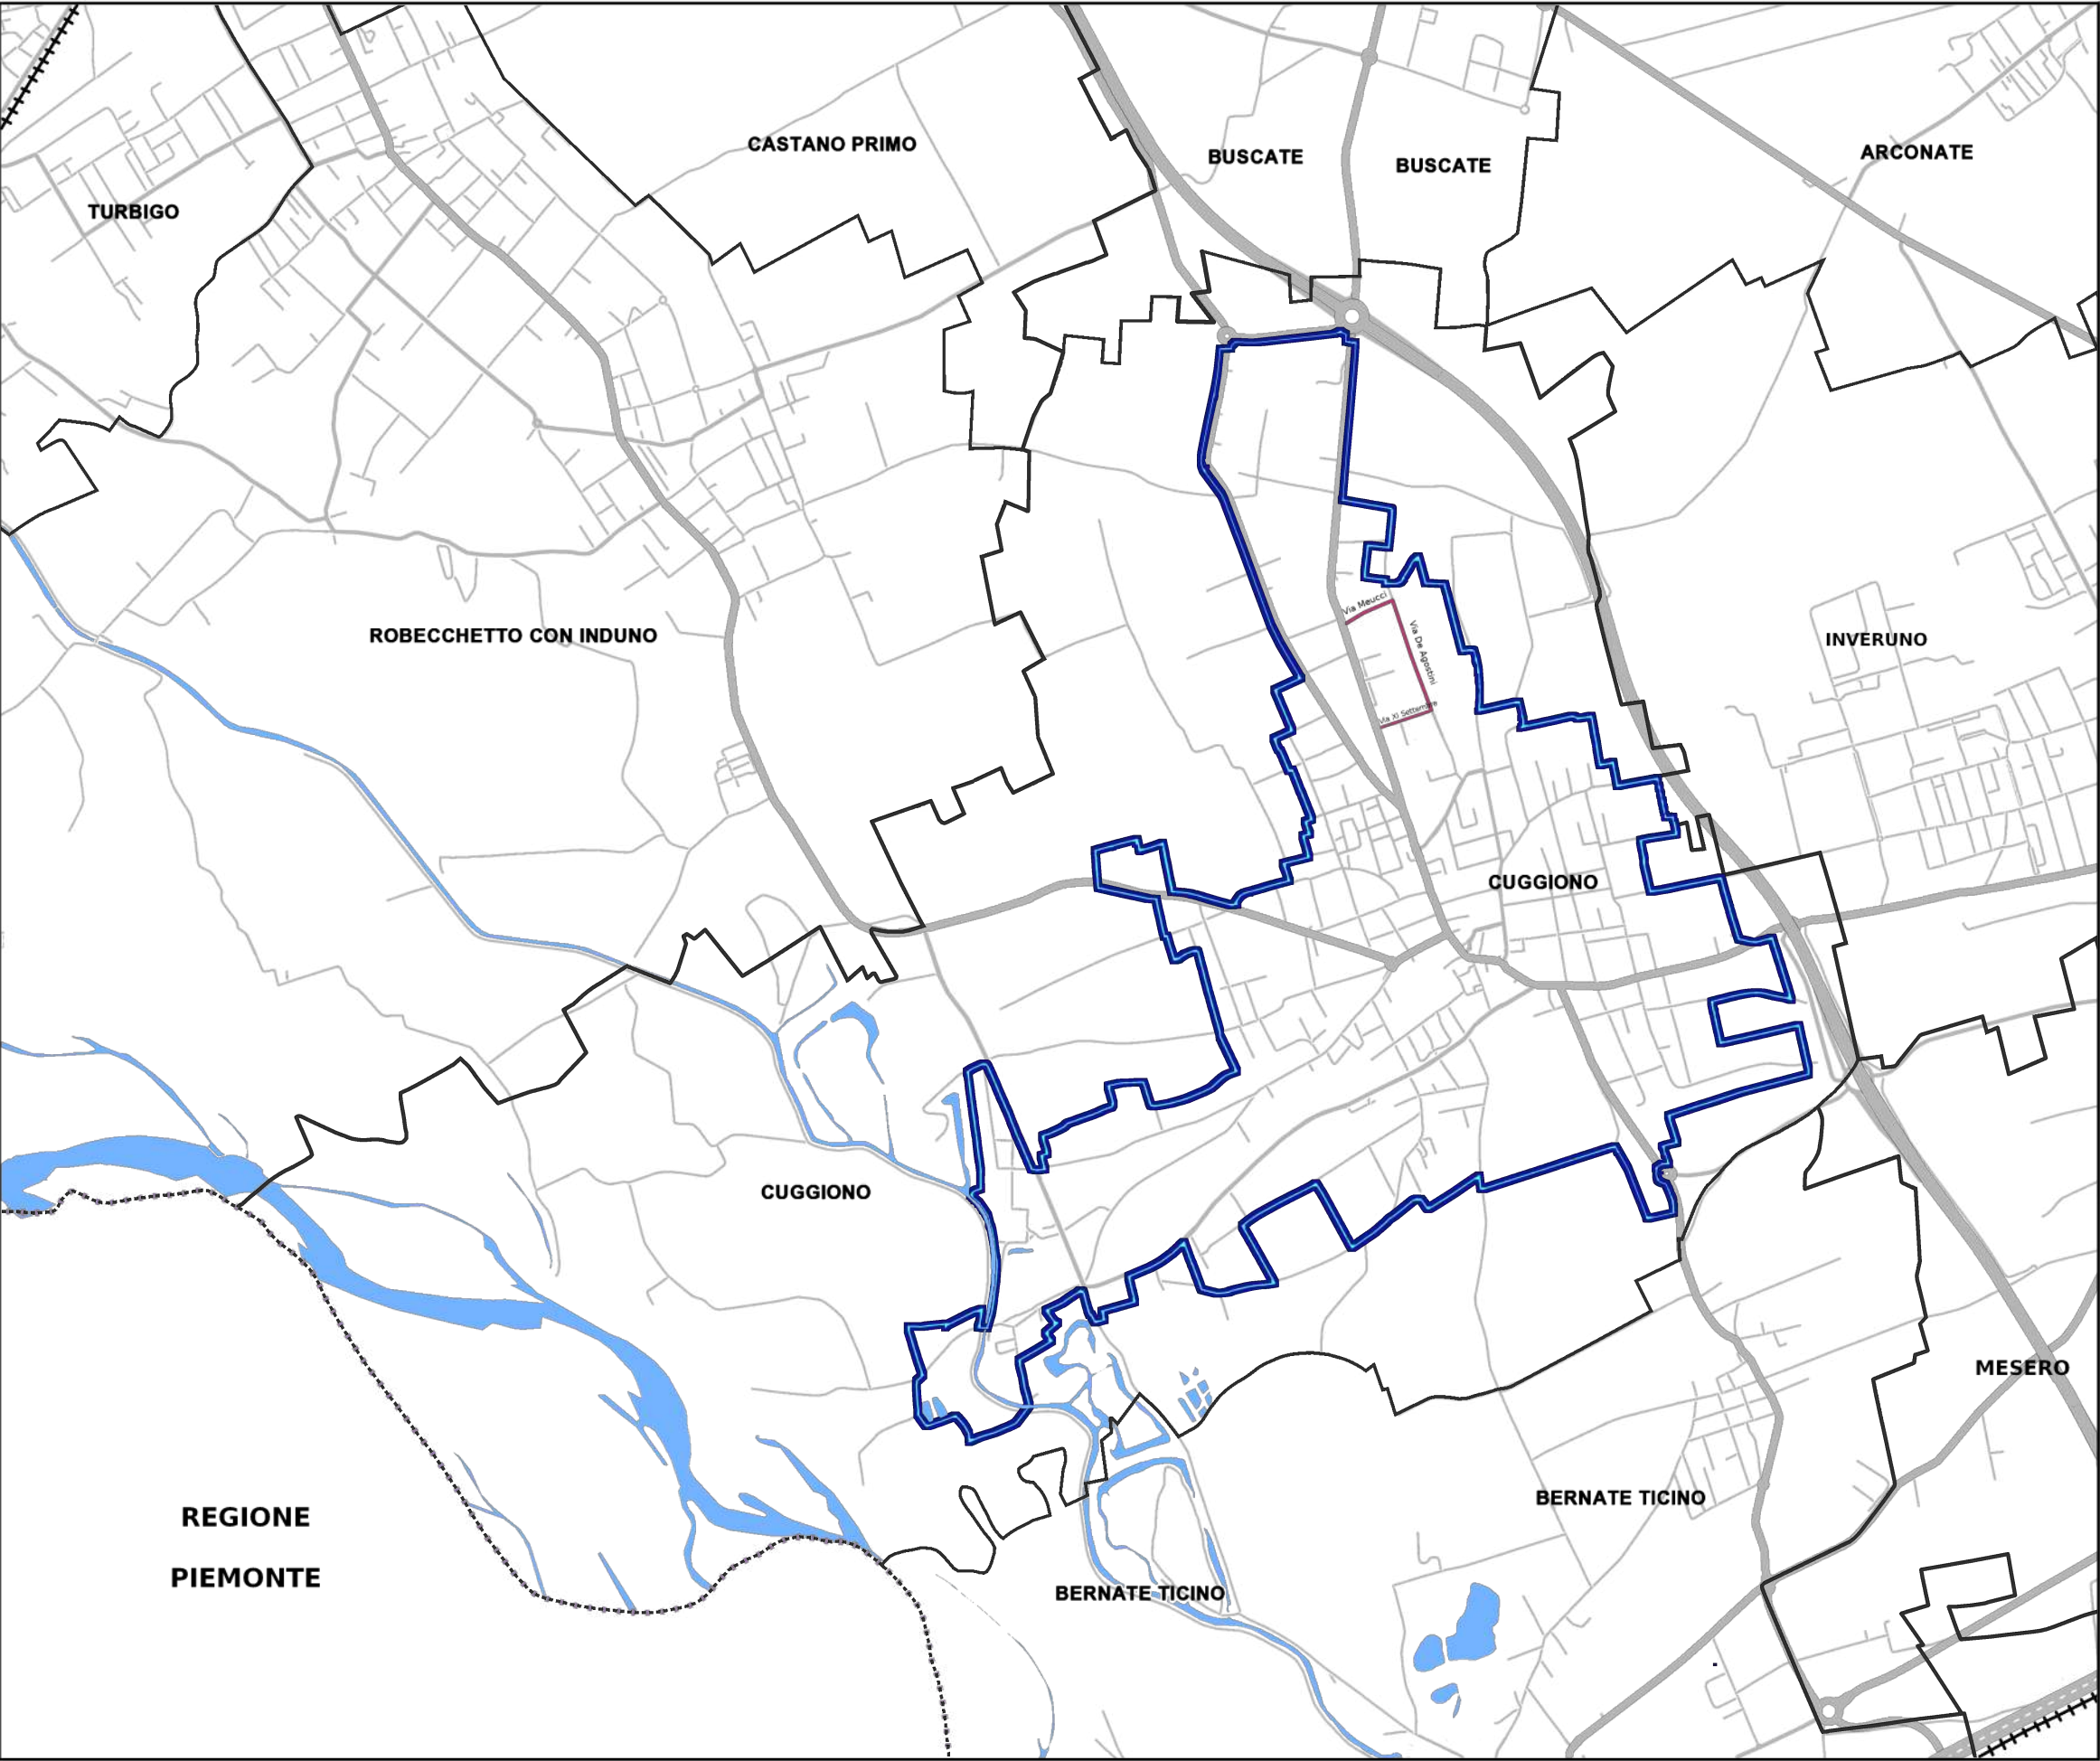 CASTANO PRIMO
BUSCATE
BUSCATE
ARCONATE
TURBIGO
ROBECCHETTO CON INDUNO
Via Meucci
Via De Agostini
INVERUNO
Via XI Settembre
CUGGIONO
CUGGIONO
MESERO
REGIONE
PIEMONTE
BERNATE TICINO
BERNATE TICINO